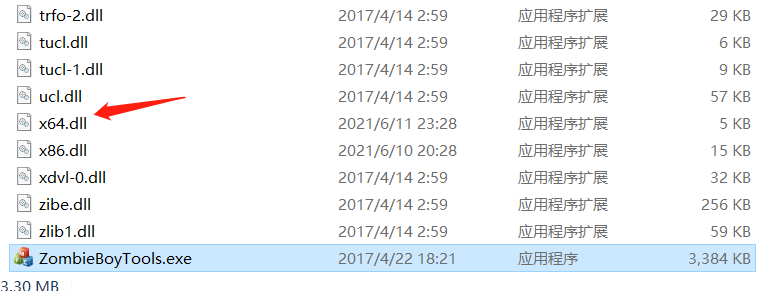 trfo-2.dll 2017/4/14 2:59 应用程序扩展 29 KB
tucl.dll 2017/4/14 2:59 应用程序扩展 6 KB
tucl-1.dll 2017/4/14 2:59 应用程序扩展 9 KB
ucl.dll 2017/4/14 2:59 应用程序扩展 57 KB
x64.dll 2021/6/11 23:28 应用程序扩展 5 KB
x86.dll 2021/6/10 20:28 应用程序扩展 15 KB
xdvl-0.dll 2017/4/14 2:59 应用程序扩展 32 KB
zibe.dll 2017/4/14 2:59 应用程序扩展 256 KB
zlib1.dll 2017/4/14 2:59 应用程序扩展 59 KB
ZombieBoyTools.exe 2017/4/22 18:21 应用程序 3,384 KB
3.30 MB